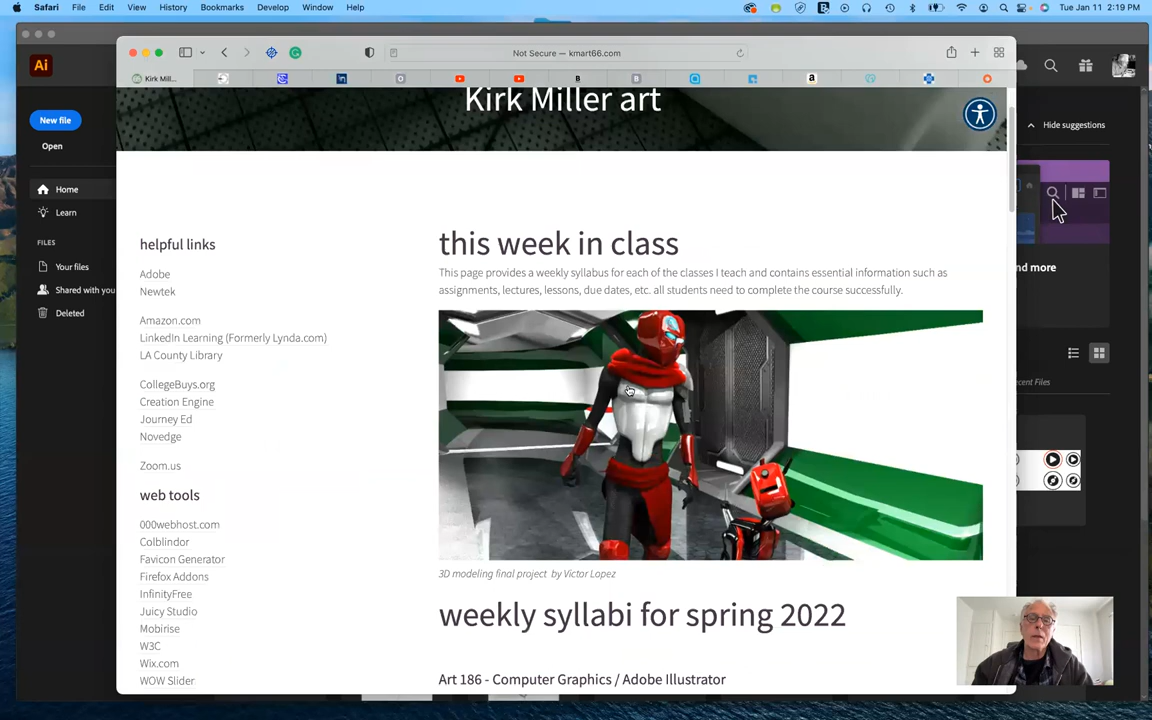 Safari File Edit View History Bookmarks Develop Window Help Tue Jan 11 2:19 PM
Ai
Not Secure — kmart66.com
Kirk Mill...
New file
Open
Home
Learn
FILES
Your files
Shared with you
Deleted
Hide suggestions
nd more
ecent Files
Kirk Miller art
helpful links
Adobe
Newtek
Amazon.com
LinkedIn Learning (Formerly Lynda.com)
LA County Library
CollegeBuys.org
Creation Engine
Journey Ed
Novedge
Zoom.us
web tools
000webhost.com
Colblindor
Favicon Generator
Firefox Addons
InfinityFree
Juicy Studio
Mobirise
W3C
Wix.com
WOW Slider
this week in class
This page provides a weekly syllabus for each of the classes I teach and contains essential information such as
assignments, lectures, lessons, due dates, etc. all students need to complete the course successfully.
3D modeling final project by Victor Lopez
weekly syllabi for spring 2022
Art 186 - Computer Graphics / Adobe Illustrator